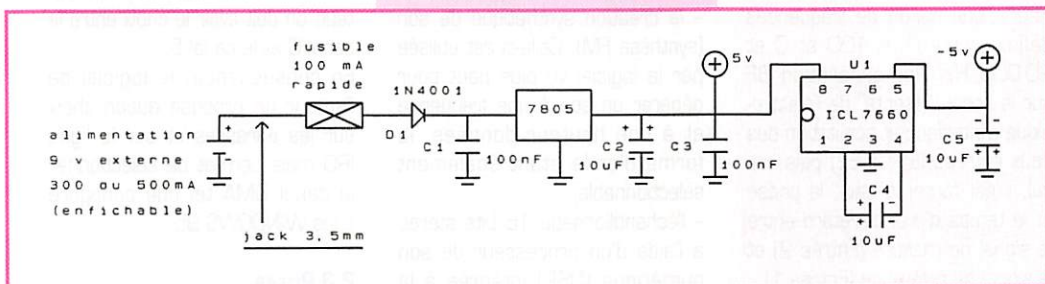 fusible
100 mA
rapide
1N4001
D1
alimentation
9 v externe
300 ou 500mA
(enfichable)
jack 3,5mm
C1
100nF
7805
C2
10uF
5v
C3
100nF
U1
8 7 6 5
ICL7660
1 2 3 4
C4
10uF
-5v
C5
10uF